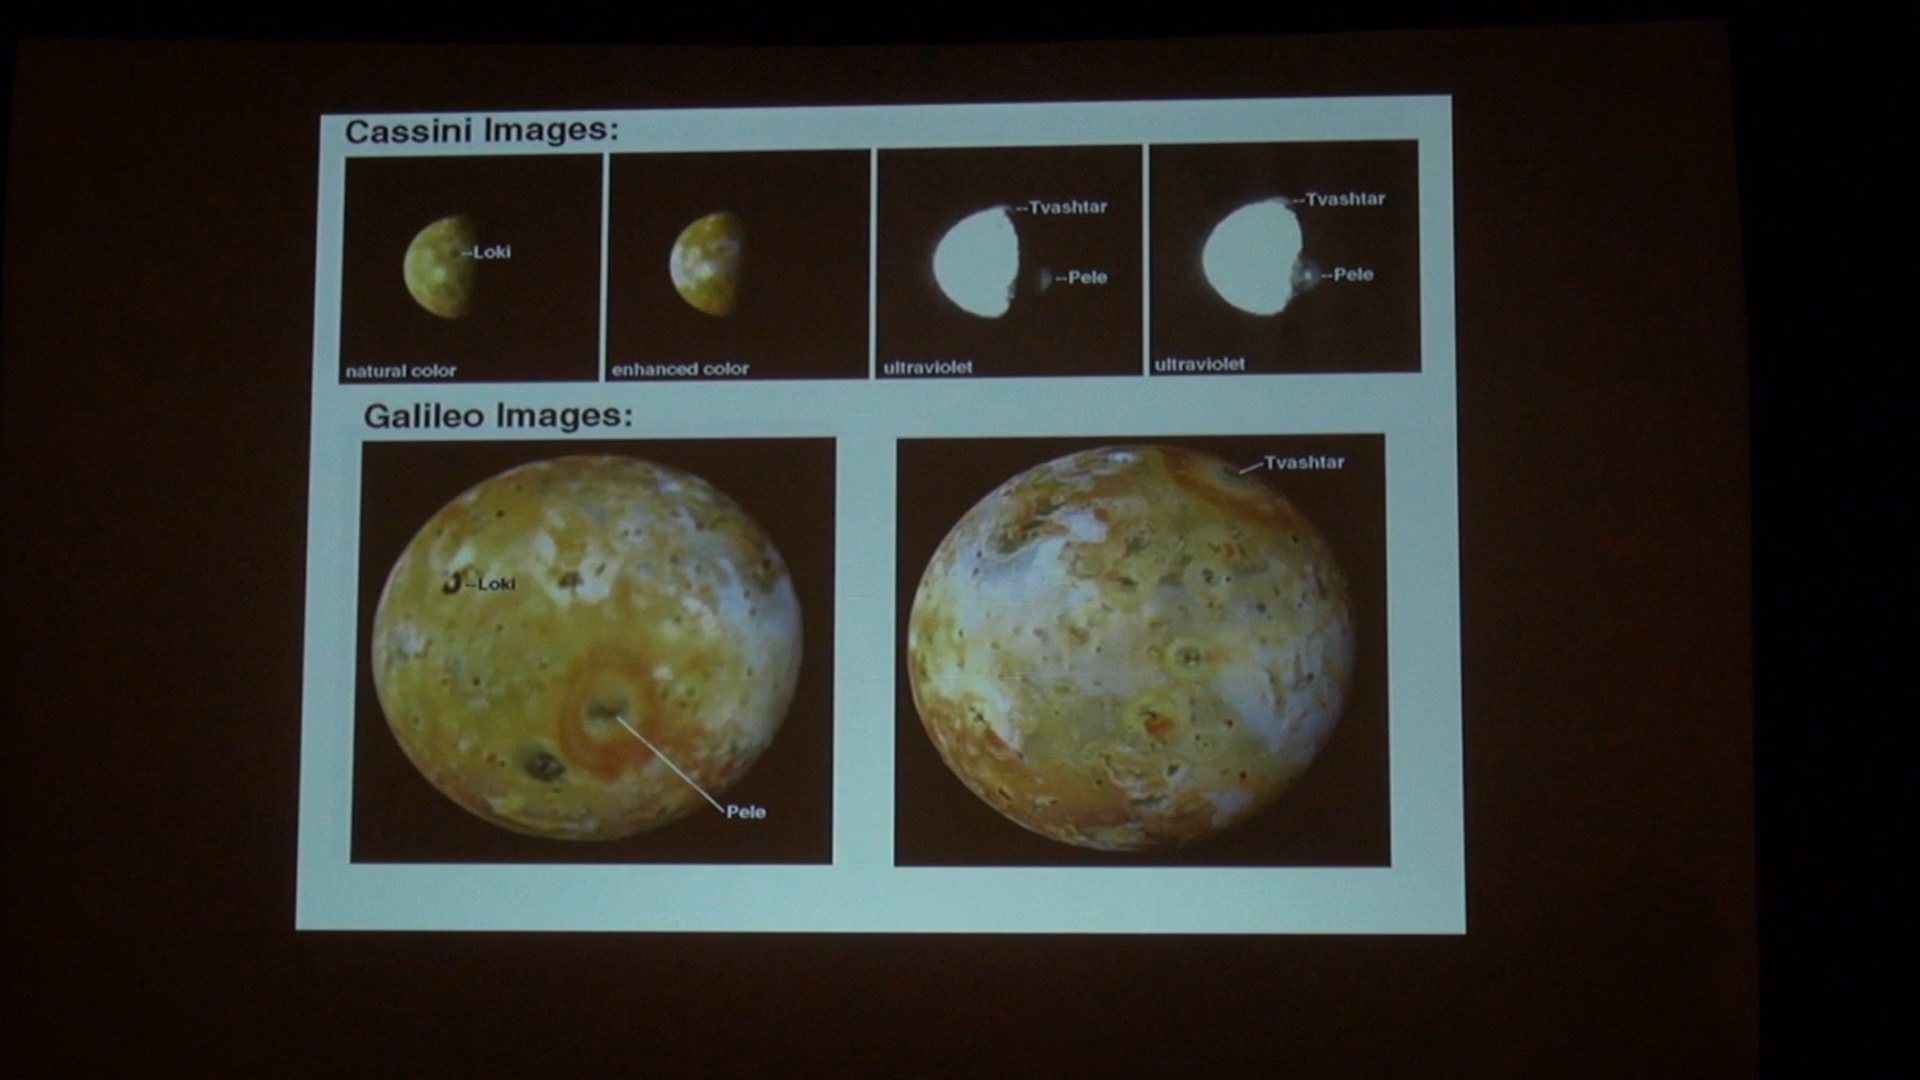 Cassini Images:
--Loki
natural color
enhanced color
--Tvashtar
--Pele
ultraviolet
--Tvashtar
--Pele
ultraviolet
Galileo Images:
--Loki
Pele
Tvashtar